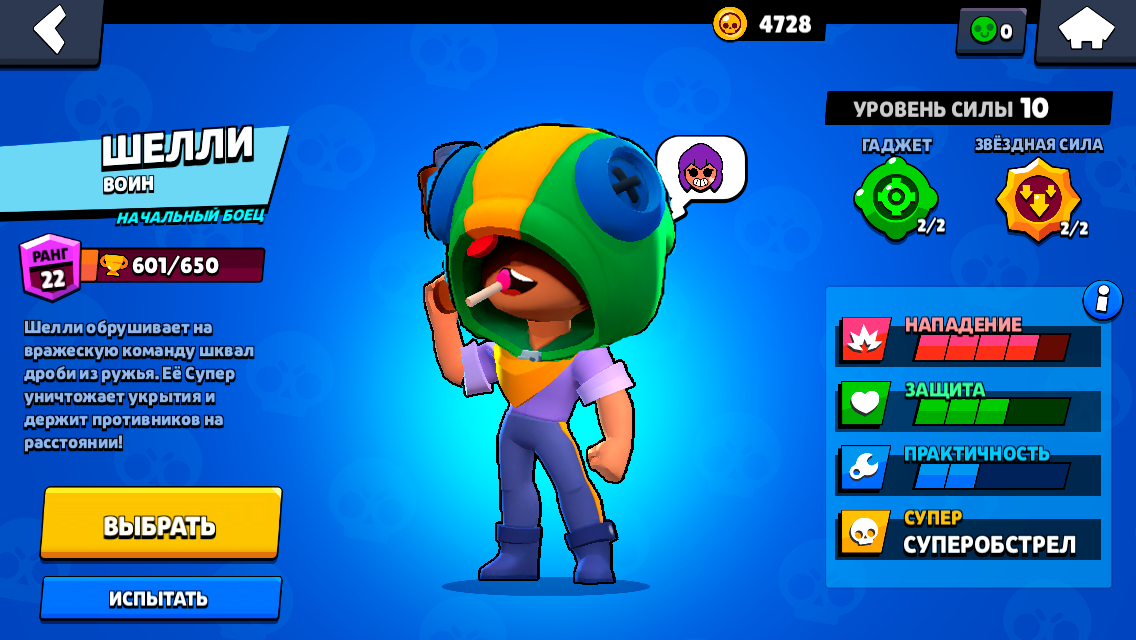 4728
0
ШЕЛЛИ
ВОИН
НАЧАЛЬНЫЙ БОЕЦ
РАНГ
22
601/650
Шелли обрушивает на
вражескую команду шквал
дроби из ружья. Её Супер
уничтожает укрытия и
держит противников на
расстоянии!
ВЫБРАТЬ
ИСПЫТАТЬ
УРОВЕНЬ СИЛЫ 10
ГАДЖЕТ
ЗВЁЗДНАЯ СИЛА
2/2
2/2
i
НАПАДЕНИЕ
ЗАЩИТА
ПРАКТИЧНОСТЬ
СУПЕР
СУПЕРОБСТРЕЛ